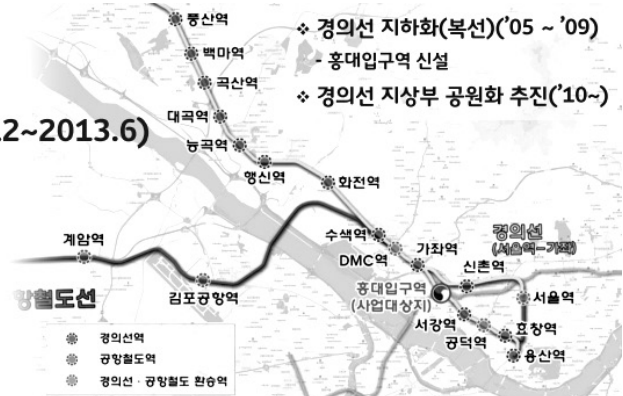 ❖ 경의선 지하화(복선)('05 ~ '09)
- 홍대입구역 신설
❖ 경의선 지상부 공원화 추진('10~)
2~2013.6)
풍산역
백마역
곡산역
대곡역
능곡역
행신역
화전역
수색역
DMC역
가좌역
경의선
(서울역-가좌)
신촌역
홍대입구역
(사업대상지)
서울역
서강역
공덕역
효창역
용산역
계암역
김포공항역
항철도선
경의선역
공항철도역
경의선 · 공항철도 환승역